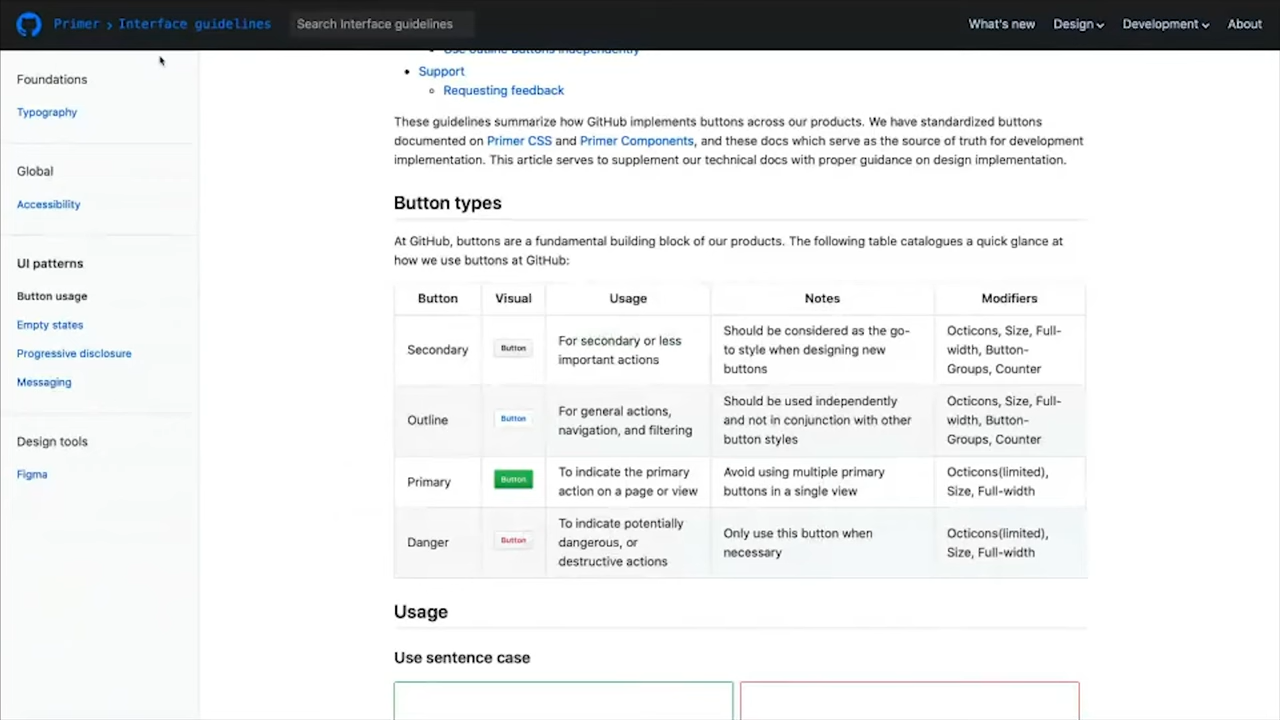 Primer › Interface guidelines
Search Interface guidelines
What's new
Design
Development
About
Foundations
Typography
Global
Accessibility
UI patterns
Button usage
Empty states
Progressive disclosure
Messaging
Design tools
Figma
Use outline buttons independently
Support
Requesting feedback
These guidelines summarize how GitHub implements buttons across our products. We have standardized buttons
documented on Primer CSS and Primer Components, and these docs which serve as the source of truth for development
implementation. This article serves to supplement our technical docs with proper guidance on design implementation.
Button types
At GitHub, buttons are a fundamental building block of our products. The following table catalogues a quick glance at
how we use buttons at GitHub:
Button Visual Usage Notes Modifiers
Secondary
Button
For secondary or less
important actions
Should be considered as the go-
to style when designing new
buttons
Octicons, Size, Full-
width, Button-
Groups, Counter
Outline
Button
For general actions,
navigation, and filtering
Should be used independently
and not in conjunction with other
button styles
Octicons, Size, Full-
width, Button-
Groups, Counter
Primary
Button
To indicate the primary
action on a page or view
Avoid using multiple primary
buttons in a single view
Octicons(limited),
Size, Full-width
Danger
Button
To indicate potentially
dangerous, or
destructive actions
Only use this button when
necessary
Octicons(limited),
Size, Full-width
Usage
Use sentence case